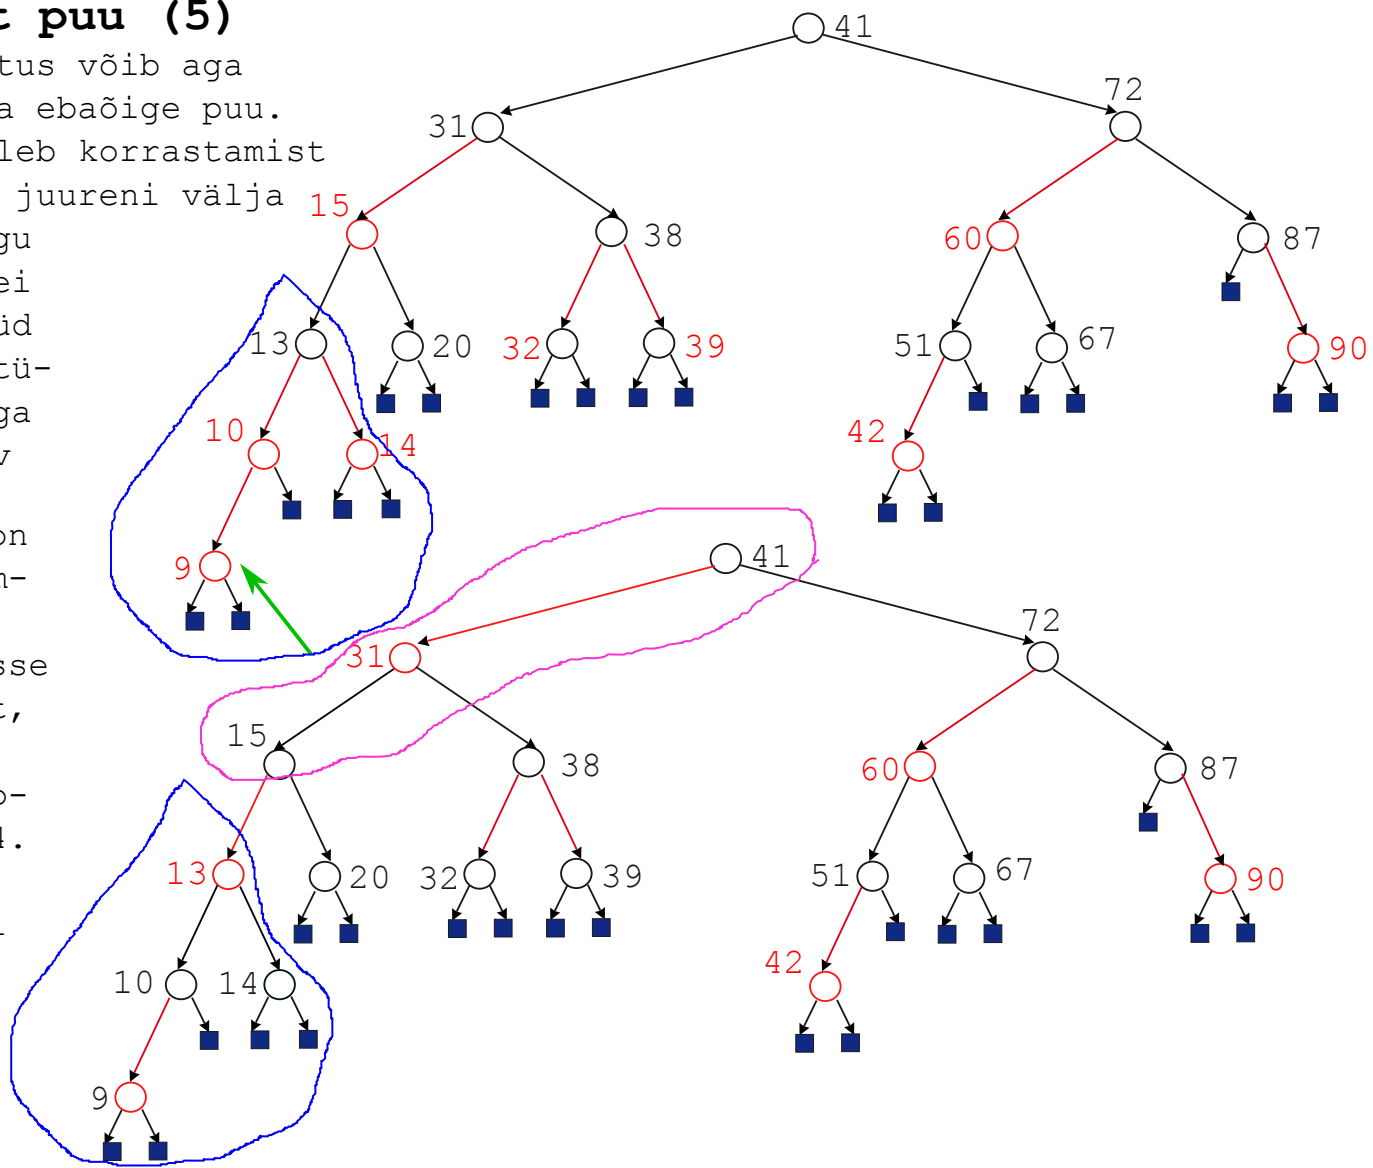 t puu (5)
tus võib aga
a ebaõige puu.
leb korrastamist
juureni välja
gu
ei
üd
tü-
ga
v
on
m-
sse
t,
o-
4.
-
41
31
72
15
38
60
87
13
20
32
39
51
67
90
10
14
42
9
41
31
72
15
38
60
87
13
20
32
39
51
67
90
10
14
42
9